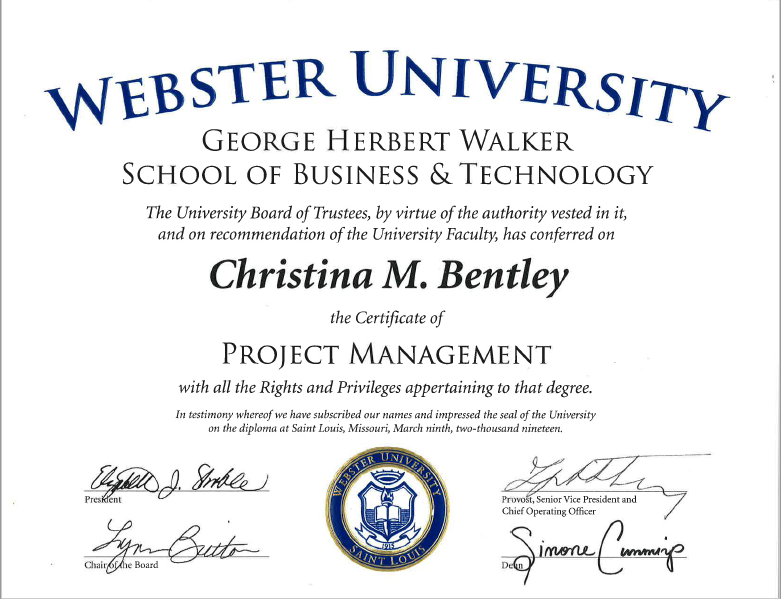 WEBSTER UNIVERSITY
GEORGE HERBERT WALKER
SCHOOL OF BUSINESS & TECHNOLOGY
The University Board of Trustees, by virtue of the authority vested in it,
and on recommendation of the University Faculty, has conferred on
Christina M. Bentley
the Certificate of
PROJECT MANAGEMENT
with all the Rights and Privileges appertaining to that degree.
In testimony whereof we have subscribed our names and impressed the seal of the University
on the diploma at Saint Louis, Missouri, March ninth, two-thousand nineteen.
President
Provost, Senior Vice President and
Chief Operating Officer
Lynn Britton
Chair of the Board
Simone Cummings
Dean
WEBSTER UNIVERSITY
1915
SAINT LOUIS